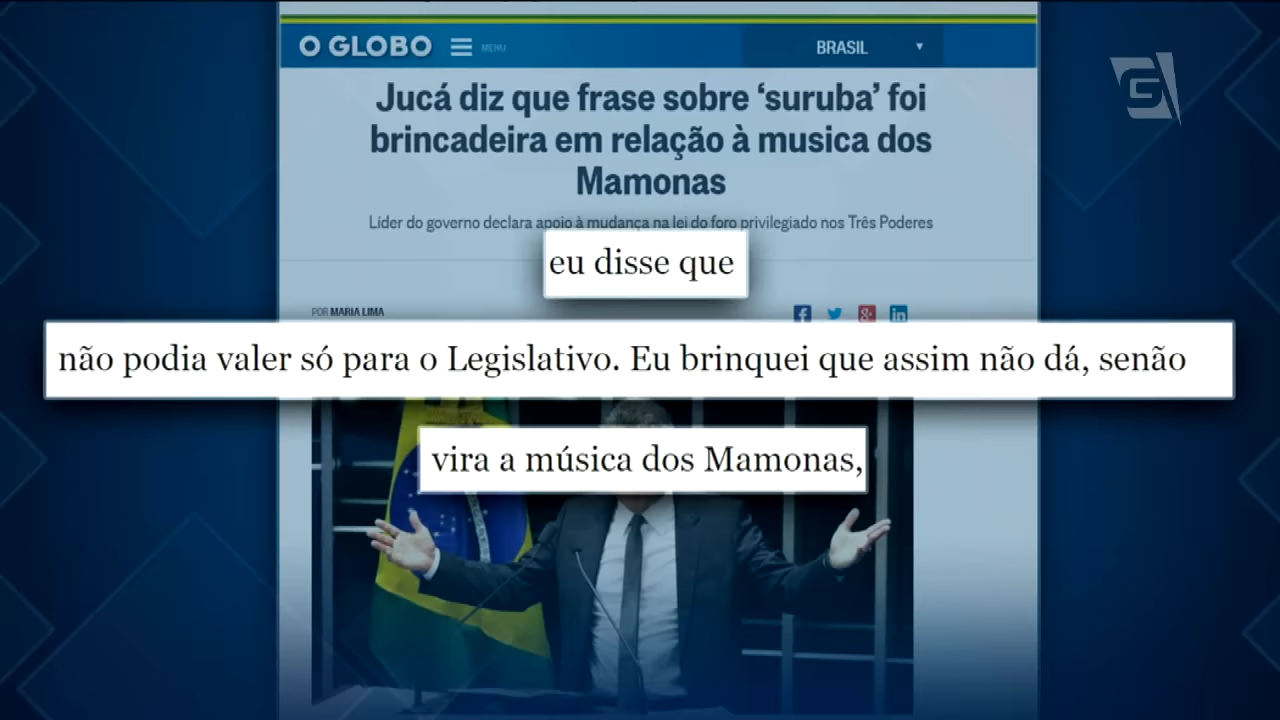 O GLOBO
MENU
BRASIL
G
Jucá diz que frase sobre ‘suruba’ foi
brincadeira em relação à musica dos
Mamonas
Líder do governo declara apoio à mudança na lei do foro privilegiado nos Três Poderes
eu disse que
POR MARIA LIMA
não podia valer só para o Legislativo. Eu brinquei que assim não dá, senão
vira a música dos Mamonas,